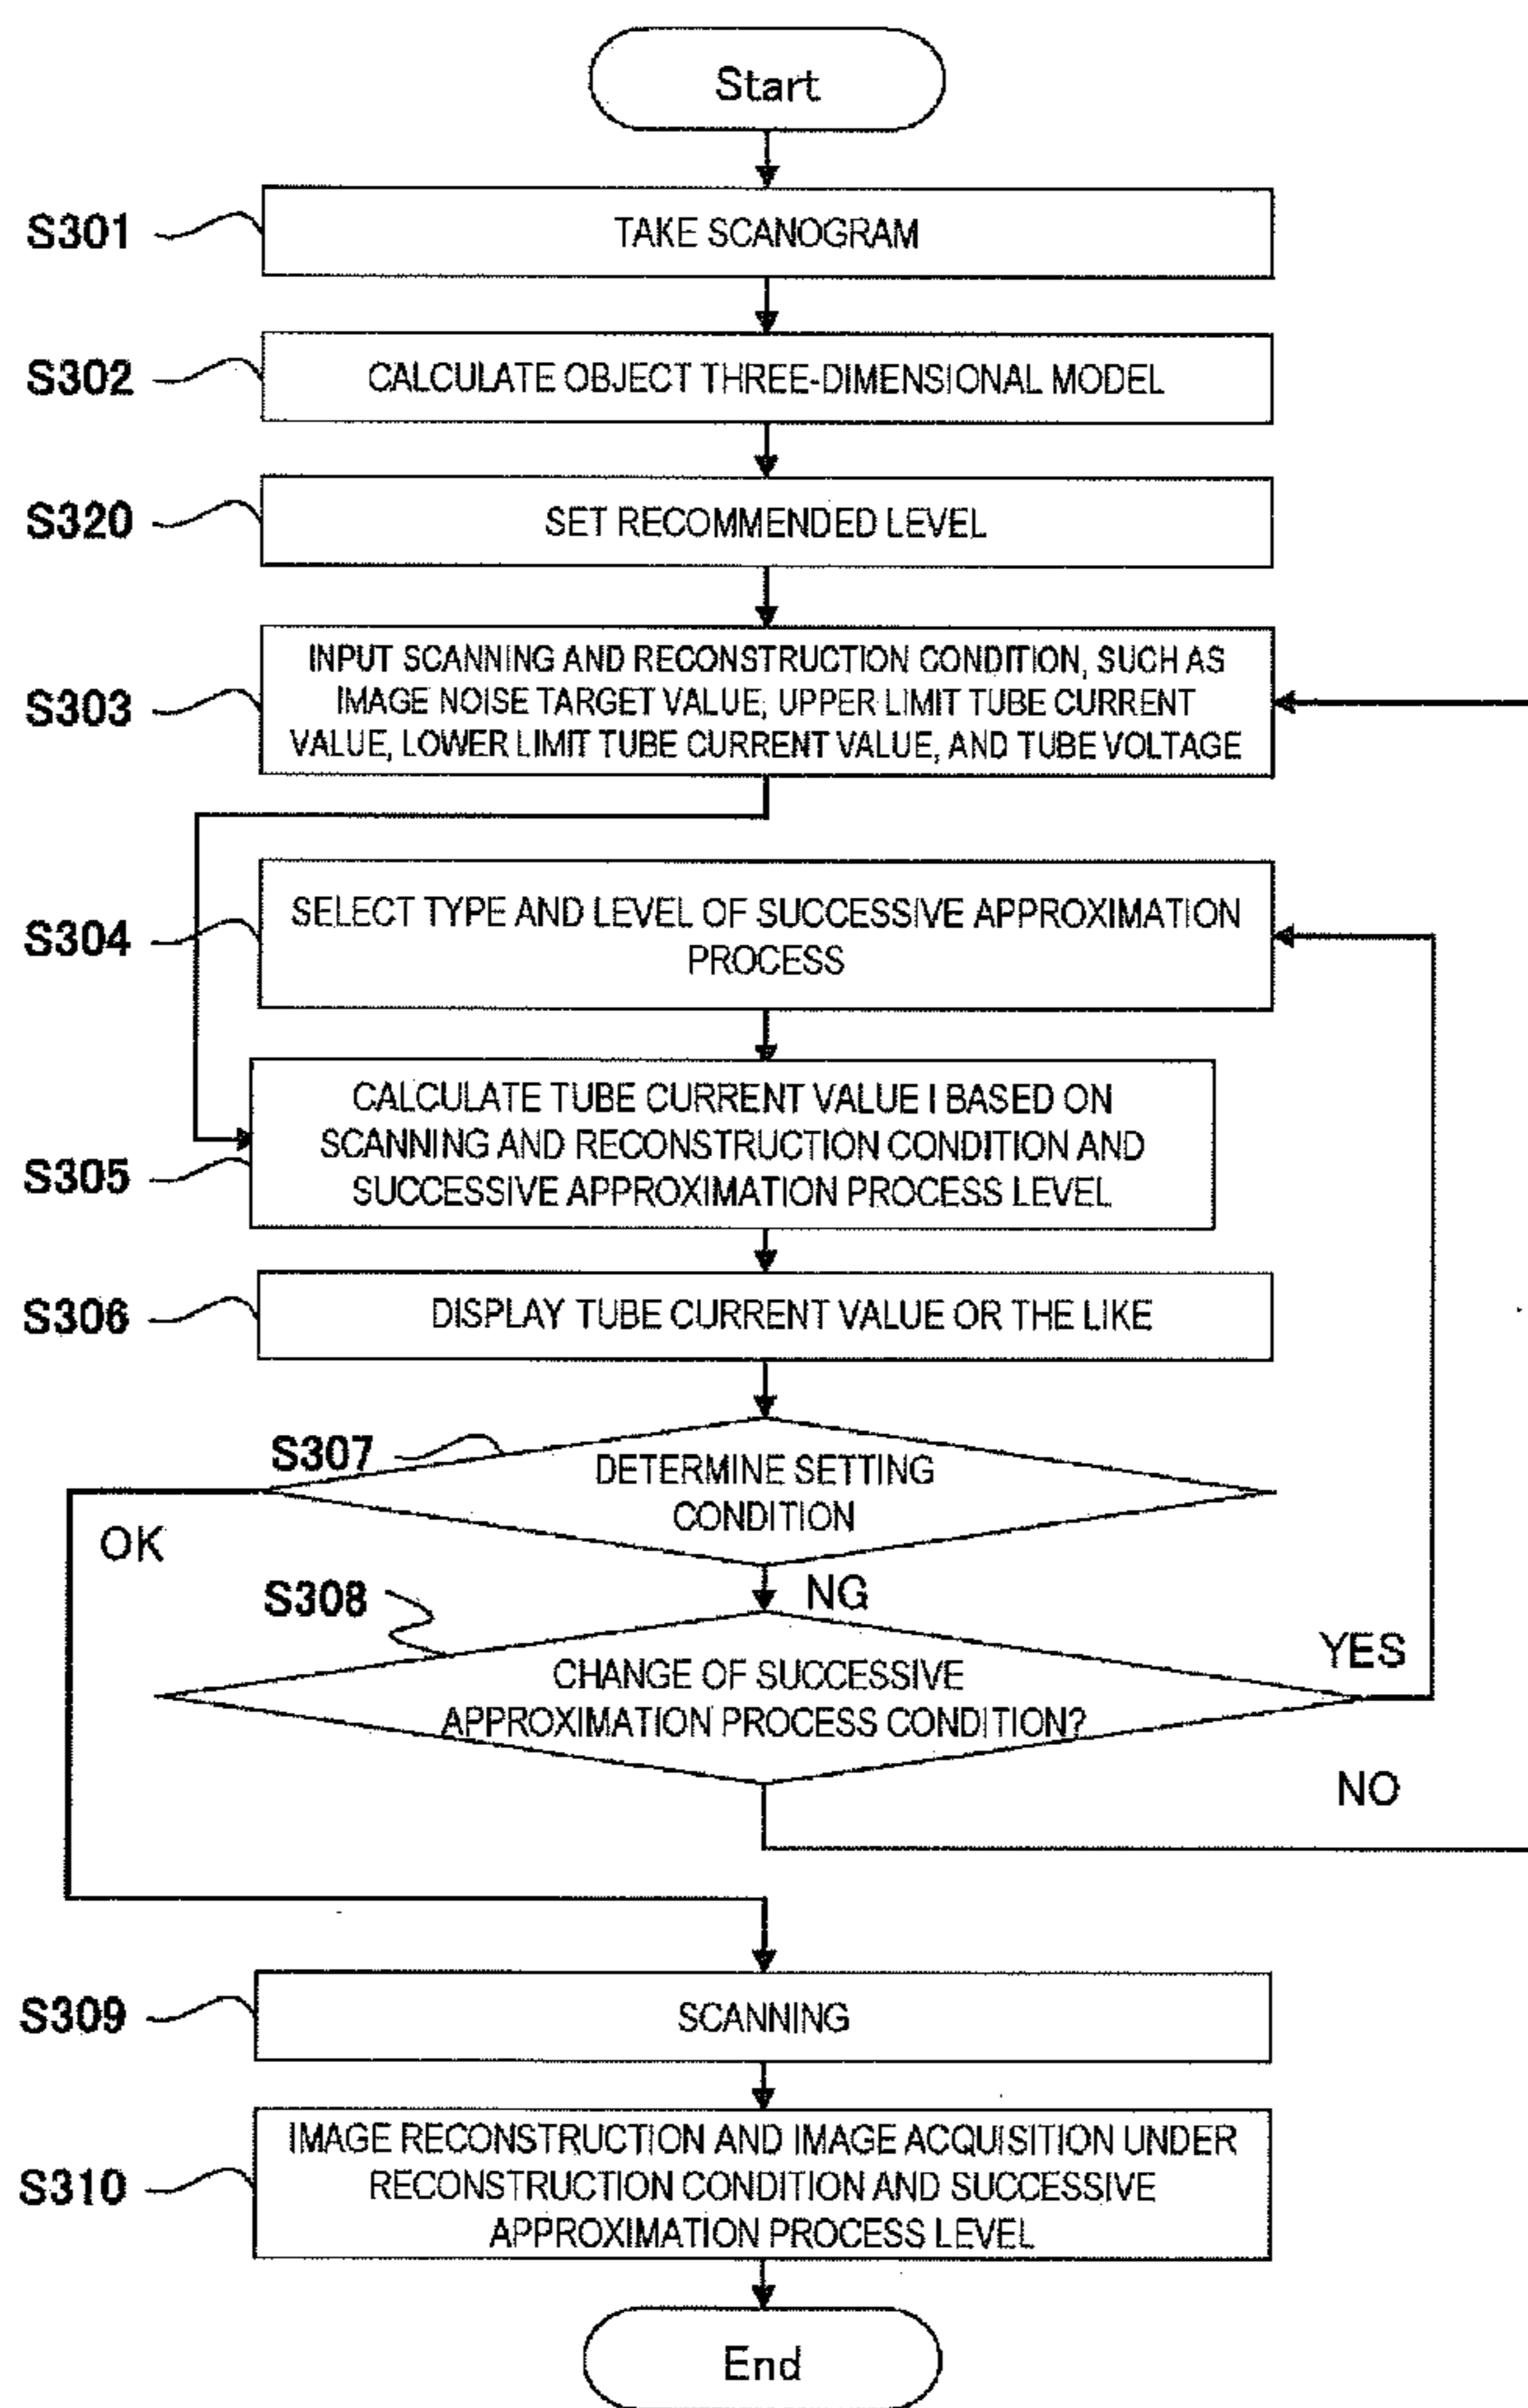 Start
S301
TAKE SCANOGRAM
S302
CALCULATE OBJECT THREE-DIMENSIONAL MODEL
S320
SET RECOMMENDED LEVEL
S303
INPUT SCANNING AND RECONSTRUCTION CONDITION, SUCH AS
IMAGE NOISE TARGET VALUE, UPPER LIMIT TUBE CURRENT
VALUE, LOWER LIMIT TUBE CURRENT VALUE, AND TUBE VOLTAGE
S304
SELECT TYPE AND LEVEL OF SUCCESSIVE APPROXIMATION
PROCESS
S305
CALCULATE TUBE CURRENT VALUE I BASED ON
SCANNING AND RECONSTRUCTION CONDITION AND
SUCCESSIVE APPROXIMATION PROCESS LEVEL
S306
DISPLAY TUBE CURRENT VALUE OR THE LIKE
S307
DETERMINE SETTING
CONDITION
OK
NG
S308
CHANGE OF SUCCESSIVE
APPROXIMATION PROCESS CONDITION?
YES
NO
S309
SCANNING
S310
IMAGE RECONSTRUCTION AND IMAGE ACQUISITION UNDER
RECONSTRUCTION CONDITION AND SUCCESSIVE
APPROXIMATION PROCESS LEVEL
End